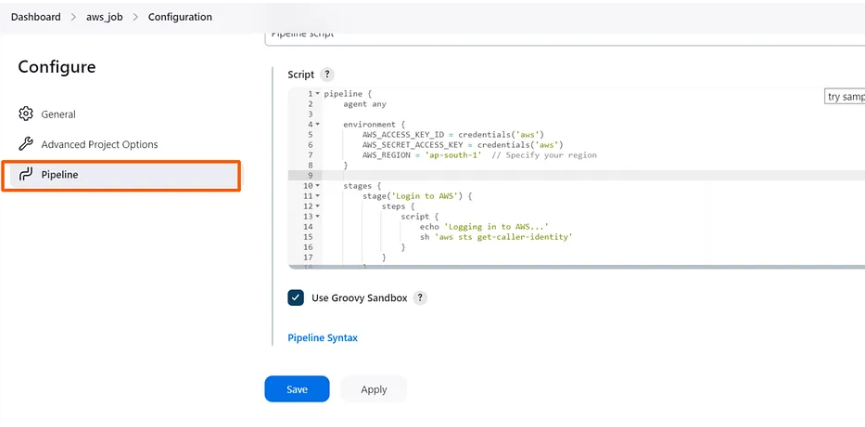 Dashboard > aws_job > Configuration
Configure
General
Advanced Project Options
Pipeline
Pipeline script
Script ?
try samp
1 pipeline {
2 agent any
3
4 environment {
5 AWS_ACCESS_KEY_ID = credentials('aws')
6 AWS_SECRET_ACCESS_KEY = credentials('aws')
7 AWS_REGION = 'ap-south-1' // Specify your region
8 }
9
10 stages {
11 stage('Login to AWS') {
12 steps {
13 script {
14 echo 'Logging in to AWS...'
15 sh 'aws sts get-caller-identity'
16 }
17 }
18 }
Use Groovy Sandbox ?
Pipeline Syntax
Save
Apply